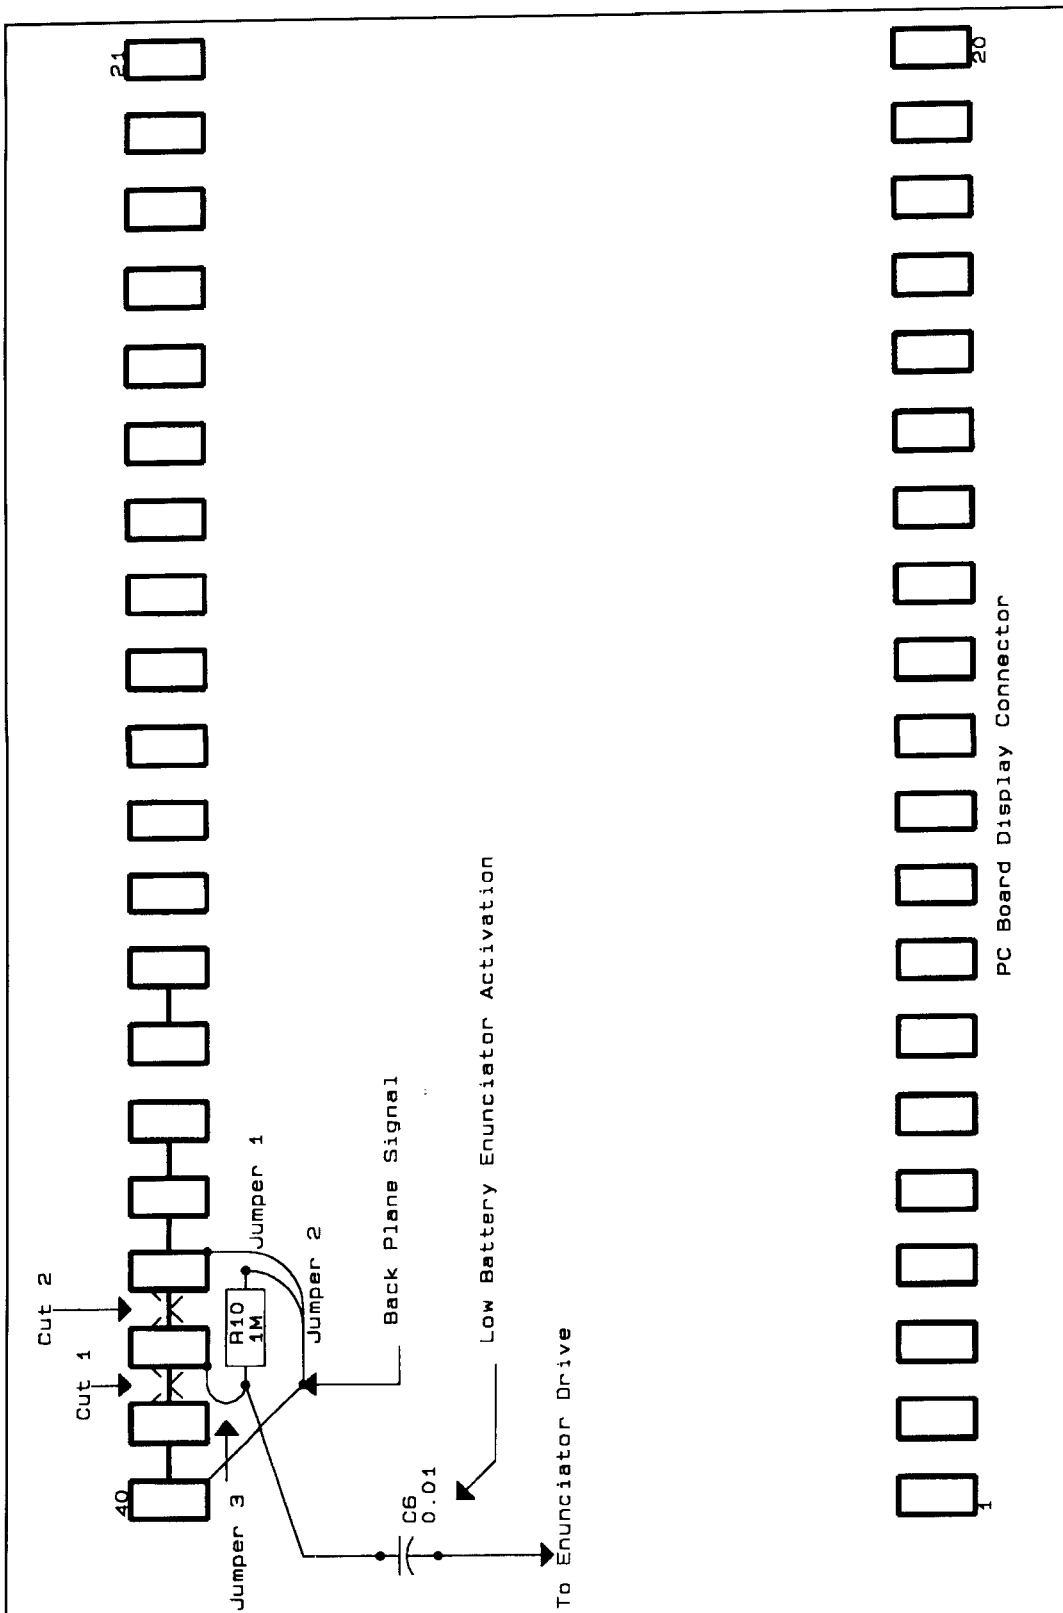 21
20
Cut 2
Cut 1
40
Jumper 1
R10
1M
Jumper 2
Jumper 3
Back Plane Signal
C6
0.01
Low Battery Enunciator Activation
To Enunciator Drive
1
PC Board Display Connector